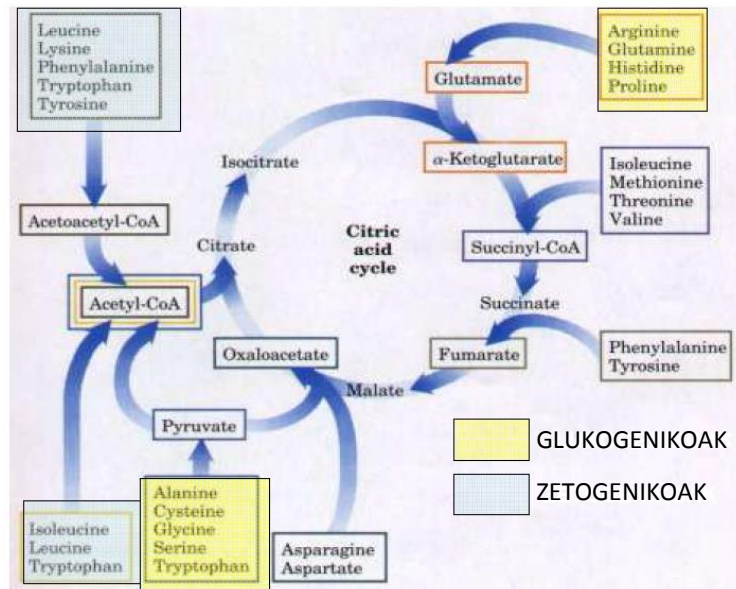 Leucine
Lysine
Phenylalanine
Tryptophan
Tyrosine
Arginine
Glutamine
Histidine
Proline
Glutamate
Isocitrate
α-Ketoglutarate
Isoleucine
Methionine
Threonine
Valine
Acetoacetyl-CoA
Citrate
Citric
acid
cycle
Succinyl-CoA
Acetyl-CoA
Succinate
Oxaloacetate
Fumarate
Phenylalanine
Tyrosine
Malate
Pyruvate
GLUKOGENIKOAK
ZETOGENIKOAK
Isoleucine
Leucine
Tryptophan
Alanine
Cysteine
Glycine
Serine
Tryptophan
Asparagine
Aspartate